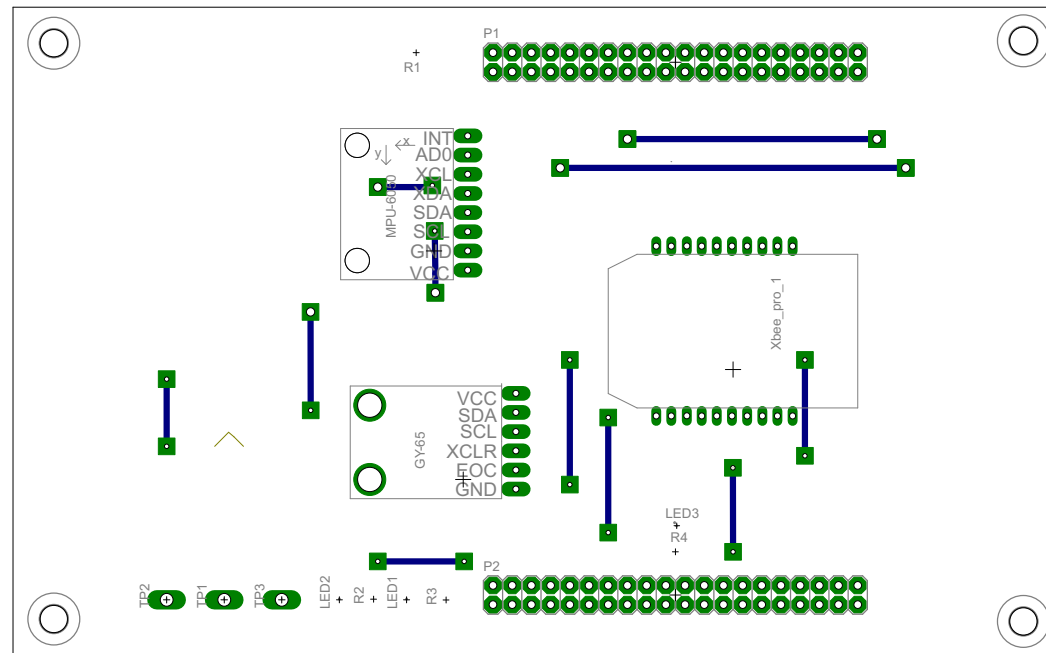 P1
R1
INT
AD0
XCL
XDA
SDA
SCL
GND
VCC
x
y
MPU-6050
Xbee_pro_1
VCC
SDA
SCL
XCLR
EOC
GND
GY-65
LED3
R4
P2
TP2
TP1
TP3
LED2
R2
LED1
R3